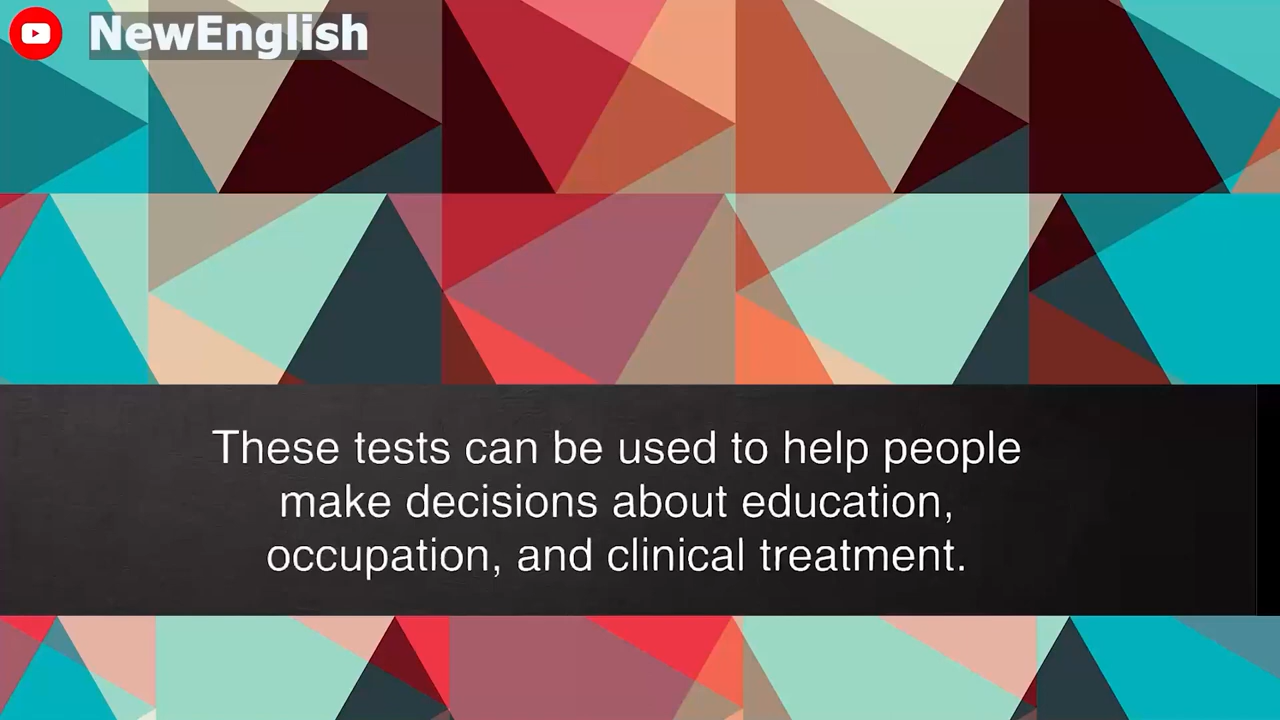 NewEnglish
These tests can be used to help people
make decisions about education,
occupation, and clinical treatment.